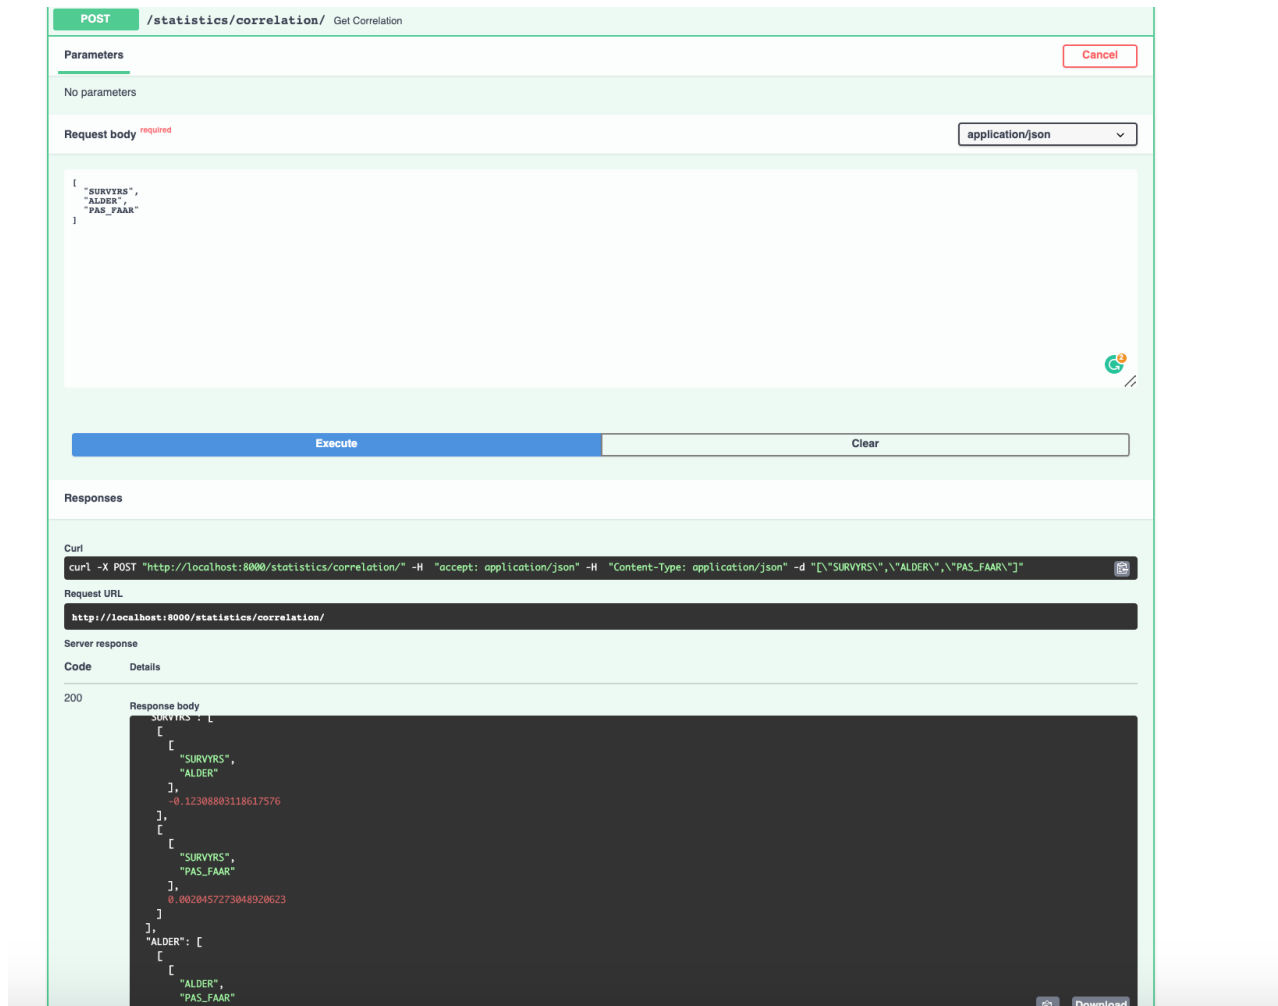 POST /statistics/correlation/ Get Correlation
Parameters
Cancel
No parameters
Request body required
application/json
[
"SURVYRS",
"ALDER",
"PAS_FAAR"
]
2
Execute
Clear
Responses
Curl
curl -X POST "http://localhost:8000/statistics/correlation/" -H "accept: application/json" -H "Content-Type: application/json" -d "[\"SURVYRS\",\"ALDER\",\"PAS_FAAR\"]"
Request URL
http://localhost:8000/statistics/correlation/
Server response
Code Details
200
Response body
"SURVYRS": [
[
[
"SURVYRS",
"ALDER"
],
-0.12308803118617576
],
[
[
"SURVYRS",
"PAS_FAAR"
],
0.0020457273048920623
]
],
"ALDER": [
[
[
"ALDER",
"PAS_FAAR"
Download